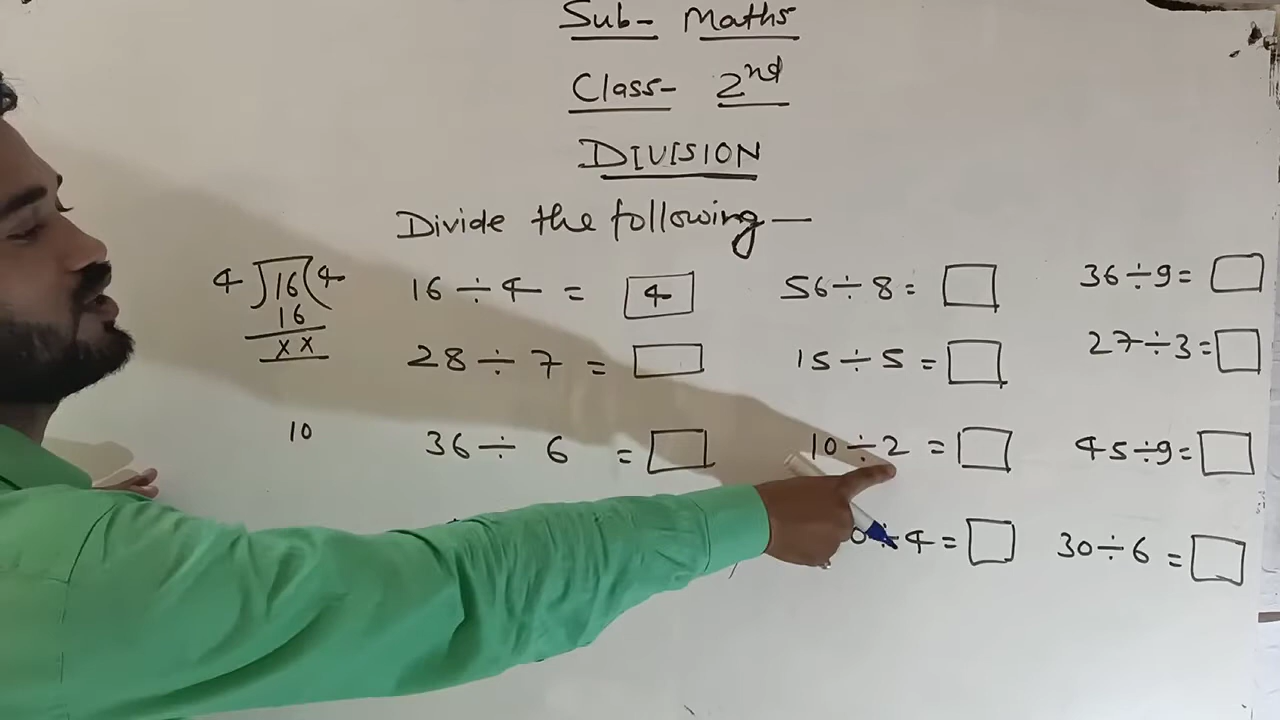 Sub- Maths
Class- 2nd
DIVISION
Divide the following —
4 ) 16 ( 4
16
x x
10
16 ÷ 4 = 4
28 ÷ 7 =
36 ÷ 6 =
56 ÷ 8 =
15 ÷ 5 =
10 ÷ 2 =
0 ÷ 4 =
36 ÷ 9 =
27 ÷ 3 =
45 ÷ 9 =
30 ÷ 6 =